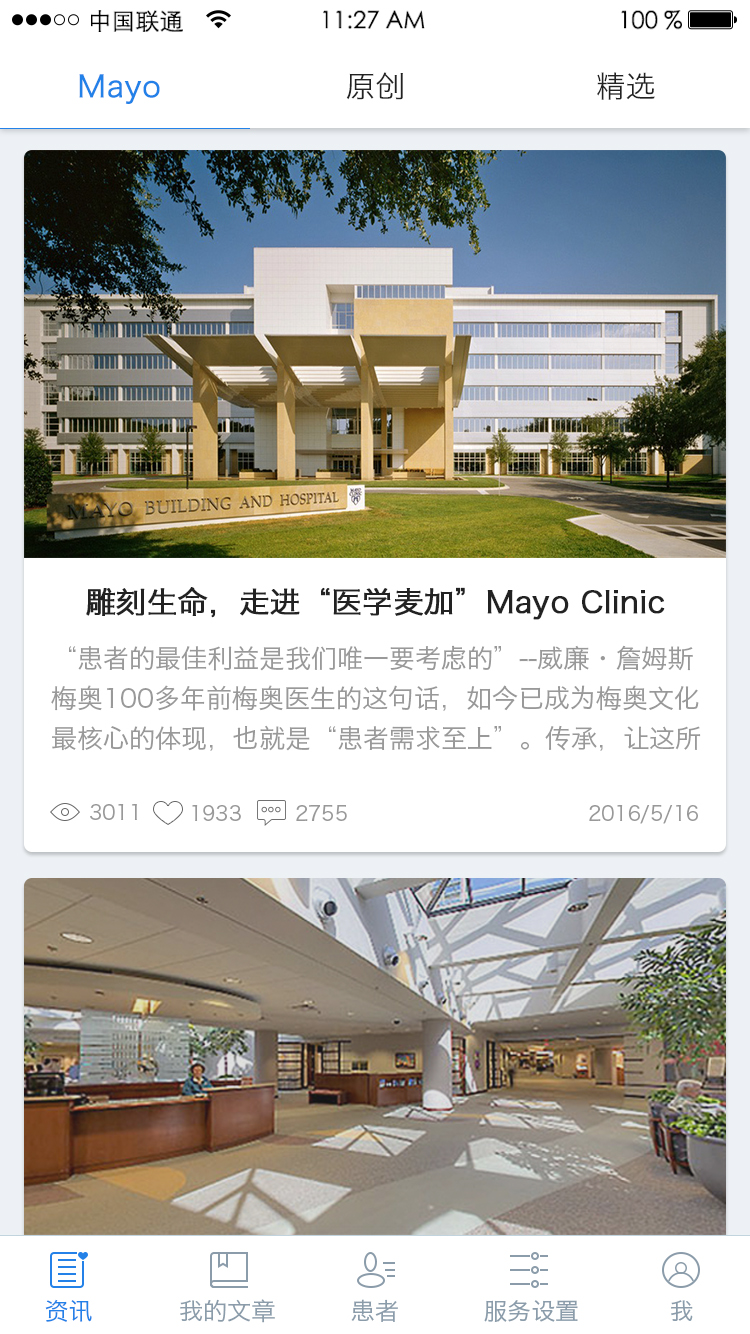 中国联通 11:27 AM 100 %
Mayo 原创 精选
MAYO BUILDING AND HOSPITAL
雕刻生命，走进“医学麦加”Mayo Clinic
“患者的最佳利益是我们唯一要考虑的”--威廉・詹姆斯
梅奥100多年前梅奥医生的这句话，如今已成为梅奥文化
最核心的体现，也就是“患者需求至上”。传承，让这所
3011 1933 2755 2016/5/16
资讯 我的文章 患者 服务设置 我